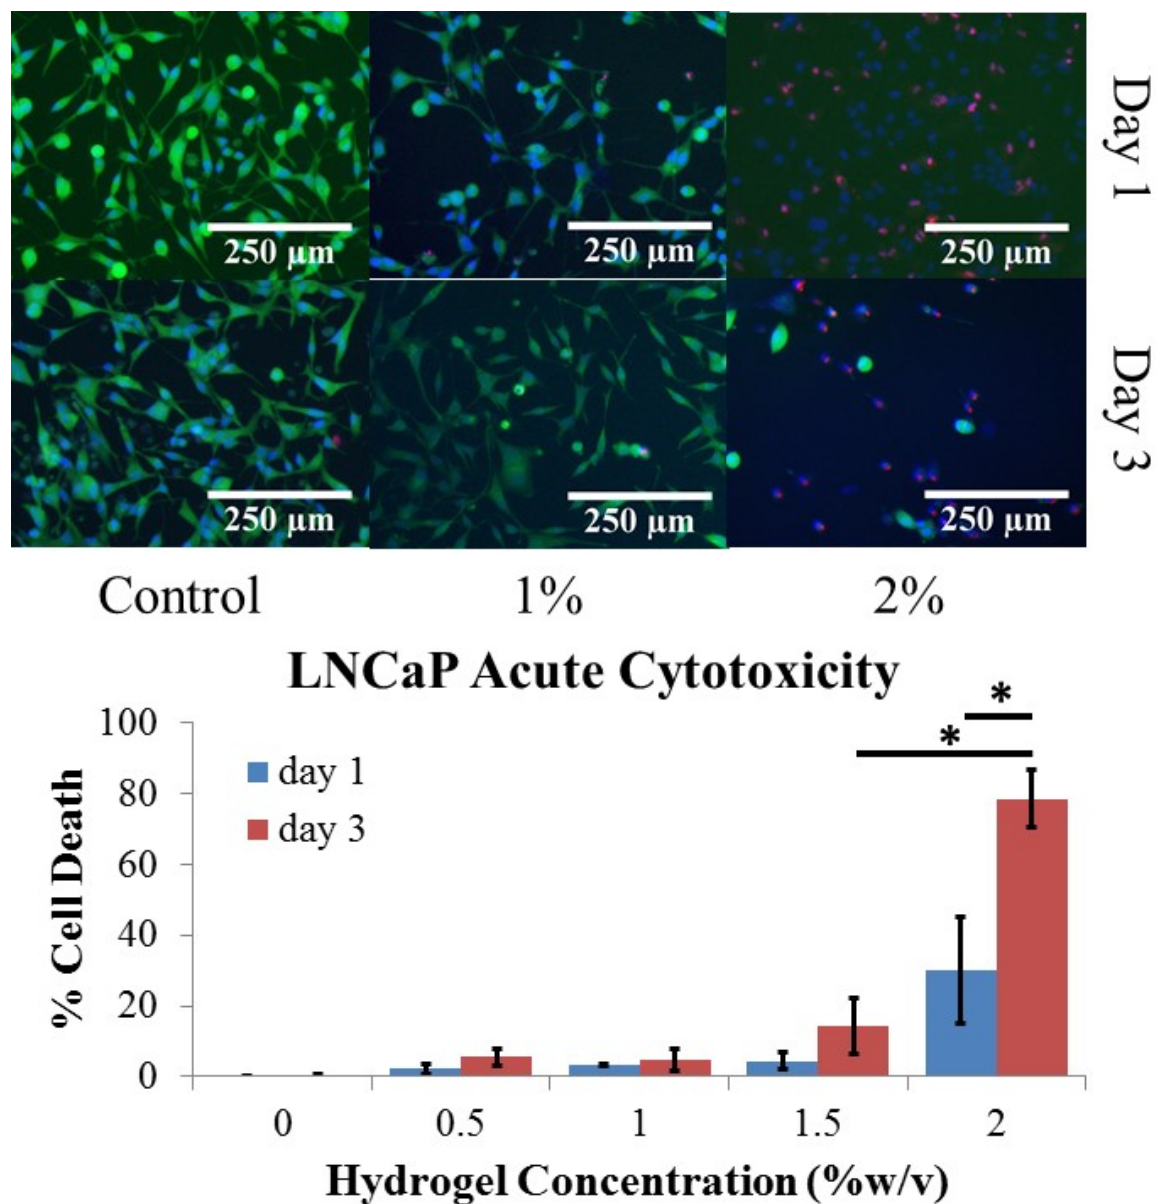 Day 1
250 µm
250 µm
250 µm
Day 3
250 µm
250 µm
250 µm
Control
1%
2%
LNCaP Acute Cytotoxicity
*
*
100
80
60
40
20
0
% Cell Death
day 1
day 3
0
0.5
1
1.5
2
Hydrogel Concentration (%w/v)